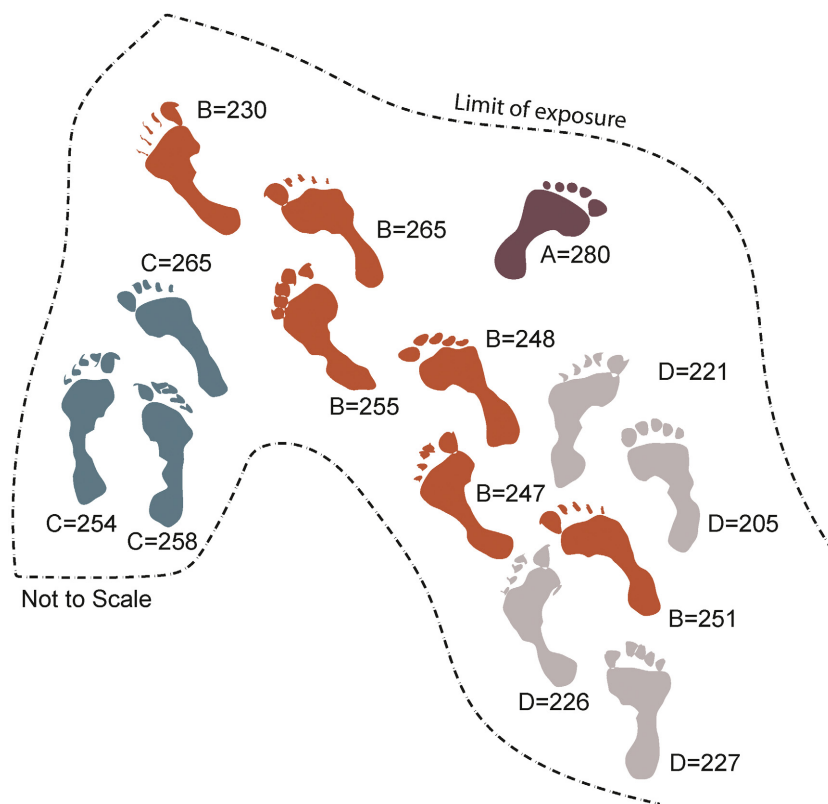 B=230
Limit of exposure
B=265
A=280
C=265
B=248
D=221
B=255
B=247
C=254
D=205
C=258
Not to Scale
B=251
D=226
D=227